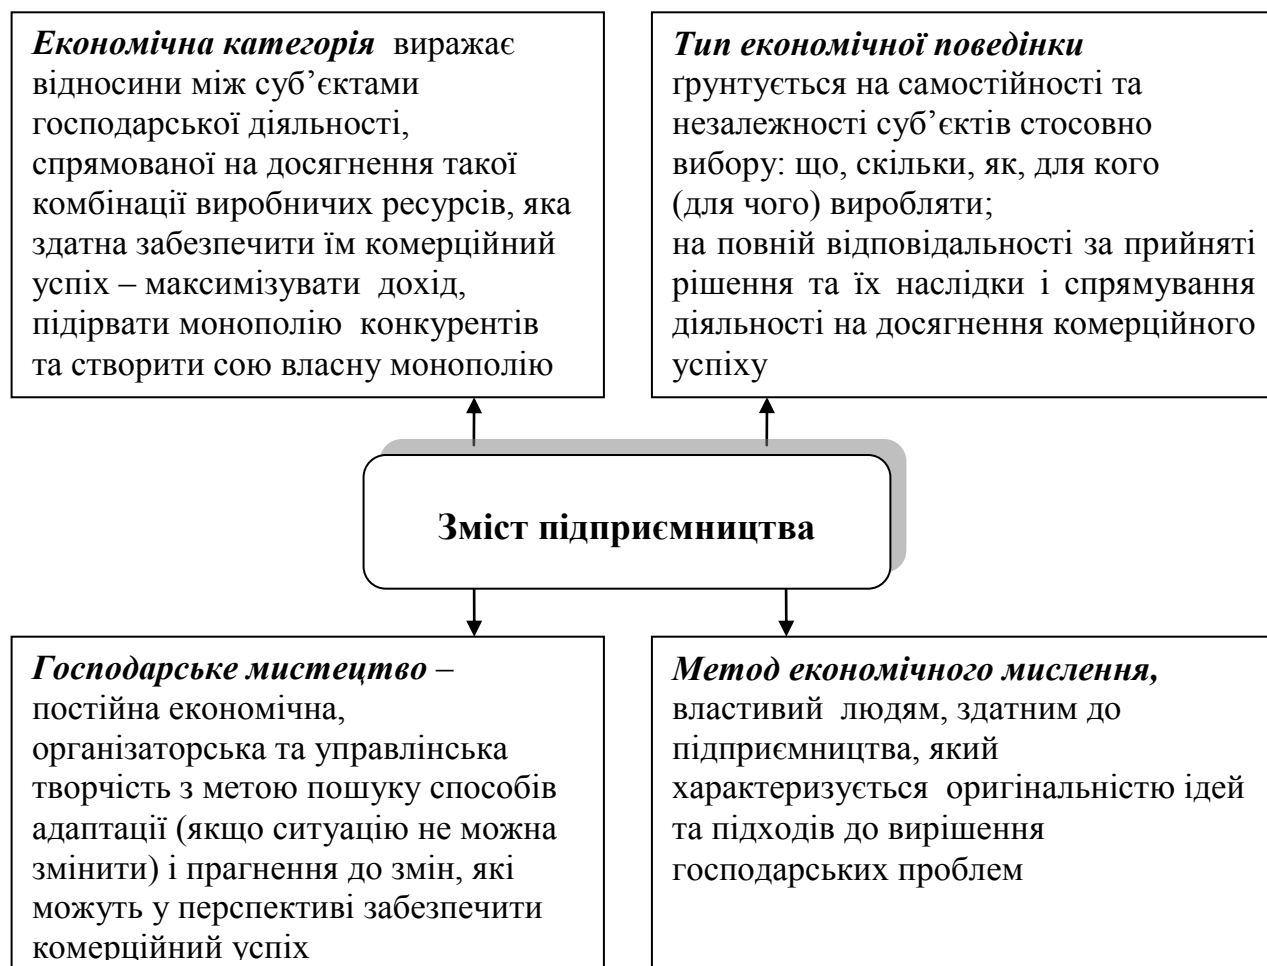 Економічна категорія виражає
відносини між суб’єктами
господарської діяльності,
спрямованої на досягнення такої
комбінації виробничих ресурсів, яка
здатна забезпечити їм комерційний
успіх – максимізувати дохід,
підірвати монополію конкурентів
та створити сою власну монополію
Тип економічної поведінки
ґрунтується на самостійності та
незалежності суб’єктів стосовно
вибору: що, скільки, як, для кого
(для чого) виробляти;
на повній відповідальності за прийняті
рішення та їх наслідки і спрямування
діяльності на досягнення комерційного
успіху
Зміст підприємництва
Господарське мистецтво –
постійна економічна,
організаторська та управлінська
творчість з метою пошуку способів
адаптації (якщо ситуацію не можна
змінити) і прагнення до змін, які
можуть у перспективі забезпечити
комерційний успіх
Метод економічного мислення,
властивий людям, здатним до
підприємництва, який
характеризується оригінальністю ідей
та підходів до вирішення
господарських проблем